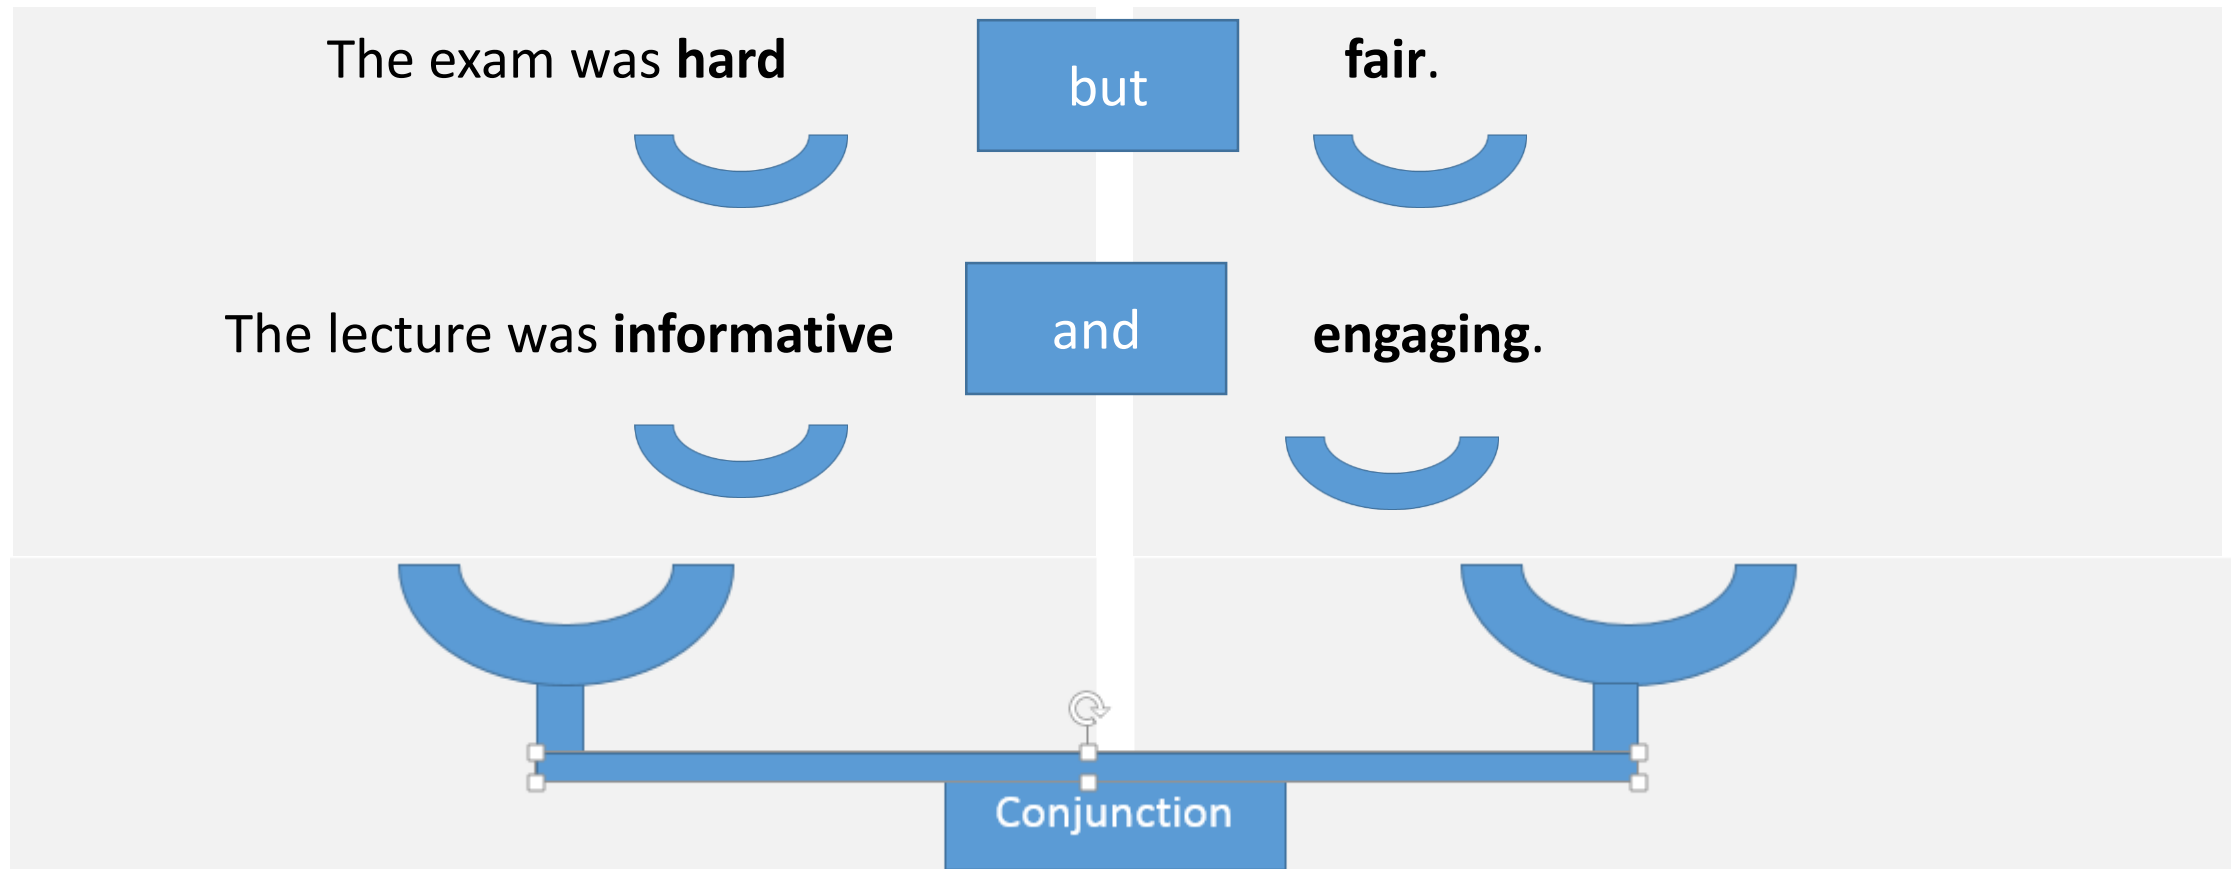 The exam was hard but fair.
The lecture was informative and engaging.
Conjunction